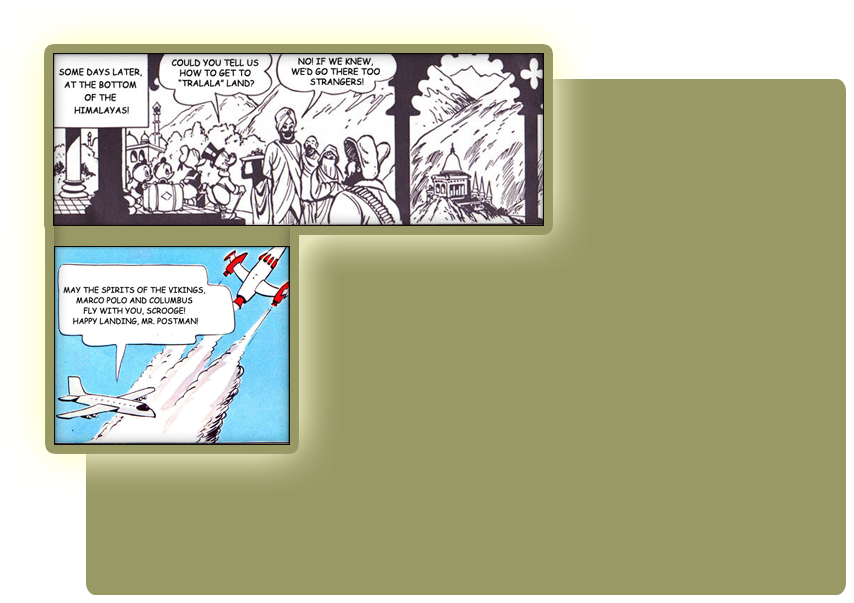 SOME DAYS LATER,
AT THE BOTTOM
OF THE
HIMALAYAS!
COULD YOU TELL US
HOW TO GET TO
"TRALALA" LAND?
NO! IF WE KNEW,
WE'D GO THERE TOO
STRANGERS!
MAY THE SPIRITS OF THE VIKINGS,
MARCO POLO AND COLUMBUS
FLY WITH YOU, SCROOGE!
HAPPY LANDING, MR. POSTMAN!